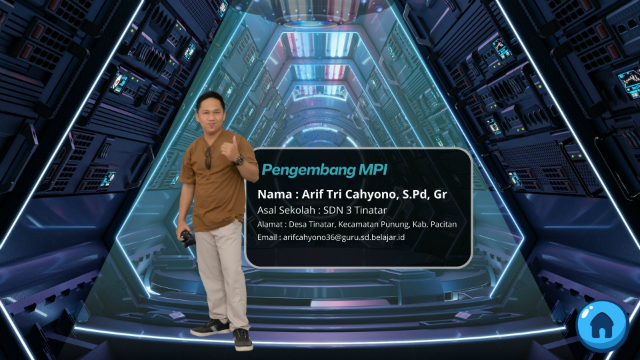 Pengembang MPI
Nama : Arif Tri Cahyono, S.Pd, Gr
Asal Sekolah : SDN 3 Tinatar
Alamat : Desa Tinatar, Kecamatan Punung, Kab. Pacitan
Email : arifcahyono36@guru.sd.belajar.id